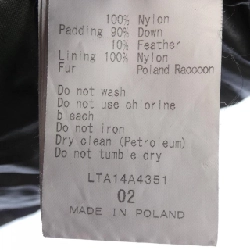 100% Nylon
Padding 90% Down
10% Feather
Lining 100% Nylon
Fur Poland Raccoon
Do not wash
Do not use chlorine
bleach
Do not iron
Dry clean (Petroleum)
Do not tumble dry
LTA14A4351
02
MADE IN POLAND